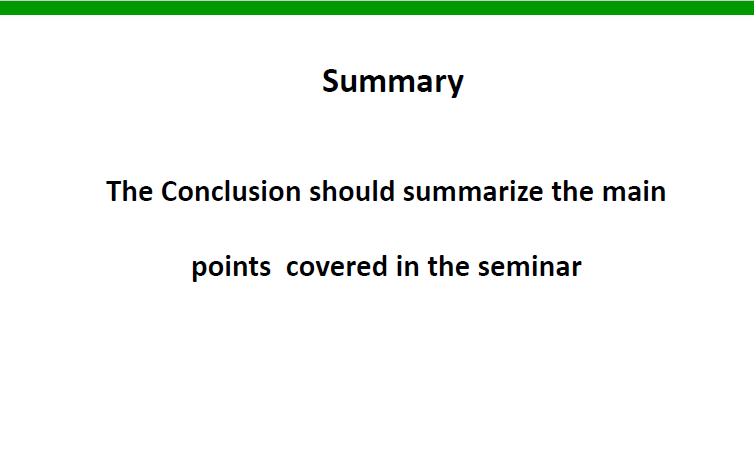 Summary
The Conclusion should summarize the main
points  covered in the seminar